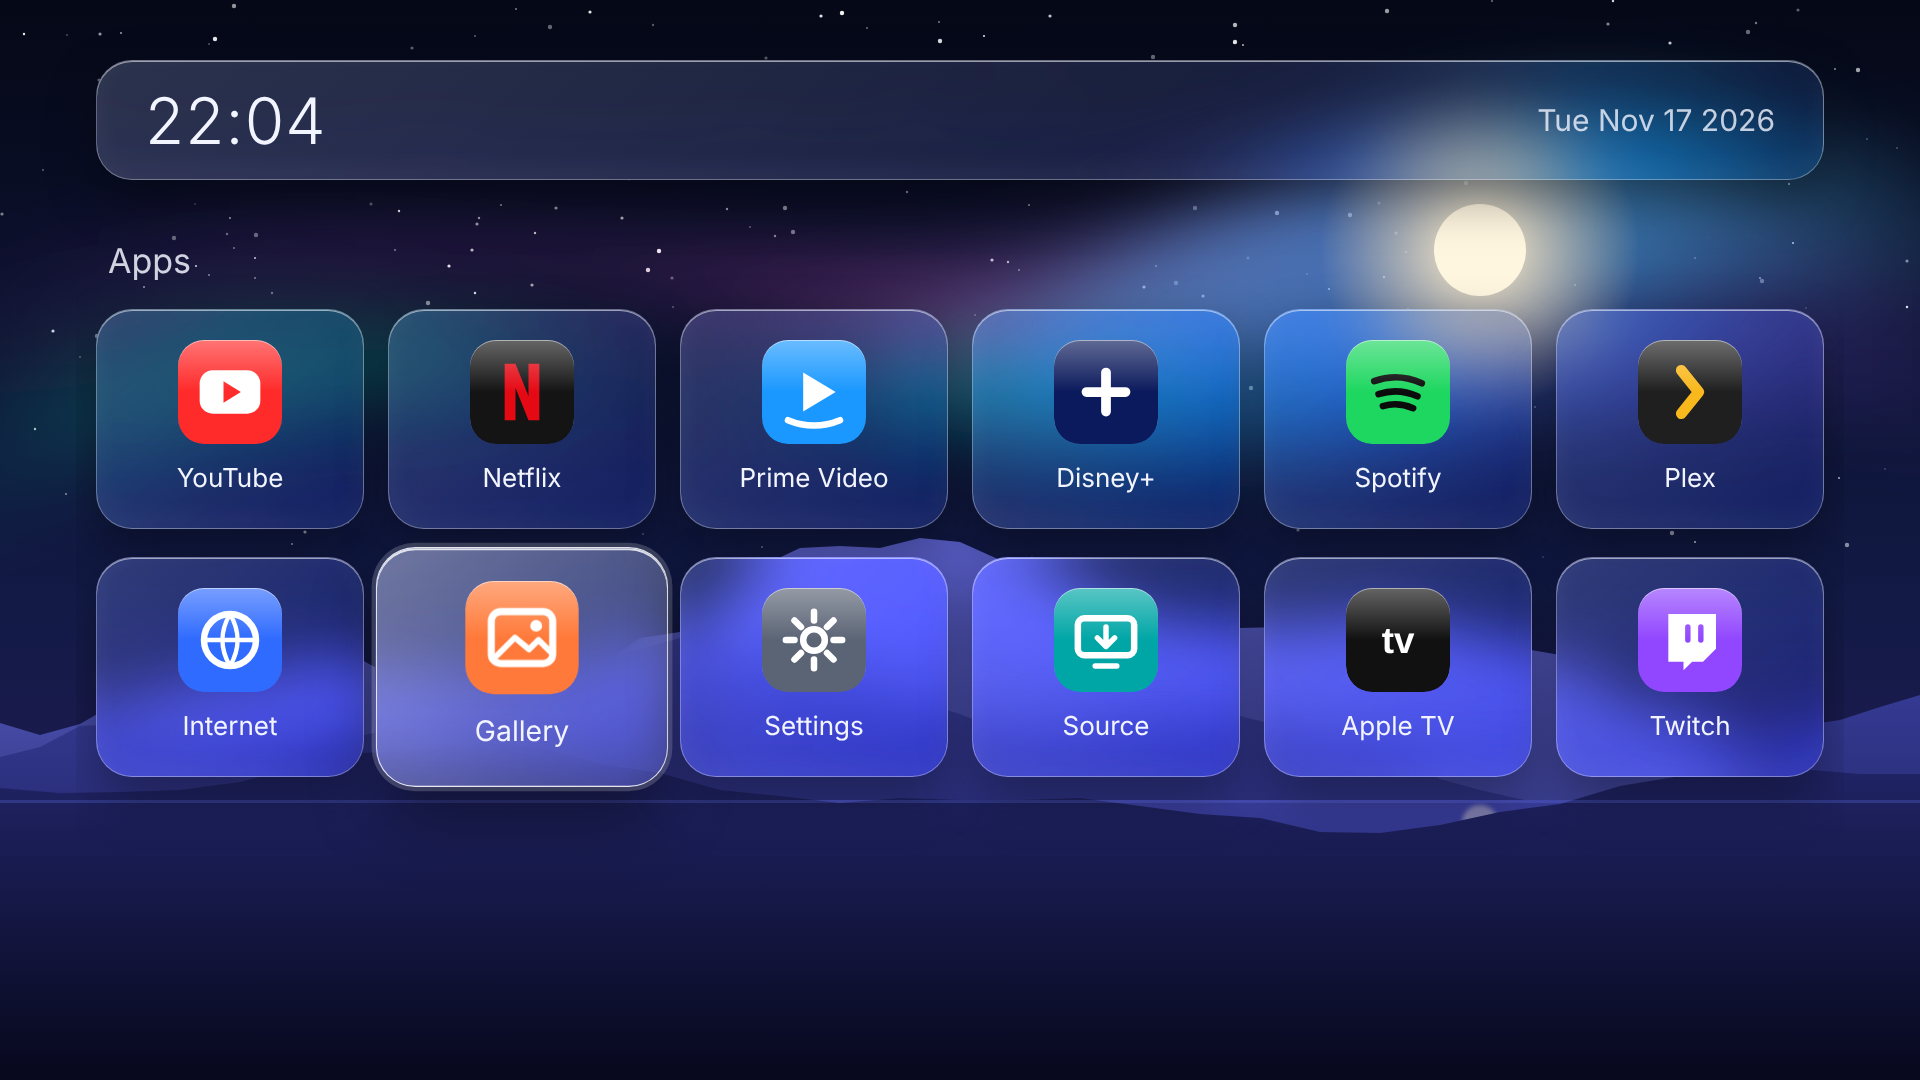 22:04
Tue Nov 17 2026
Apps
YouTube
Netflix
Prime Video
Disney+
Spotify
Plex
tv
Internet
Gallery
Settings
Source
Apple TV
Twitch